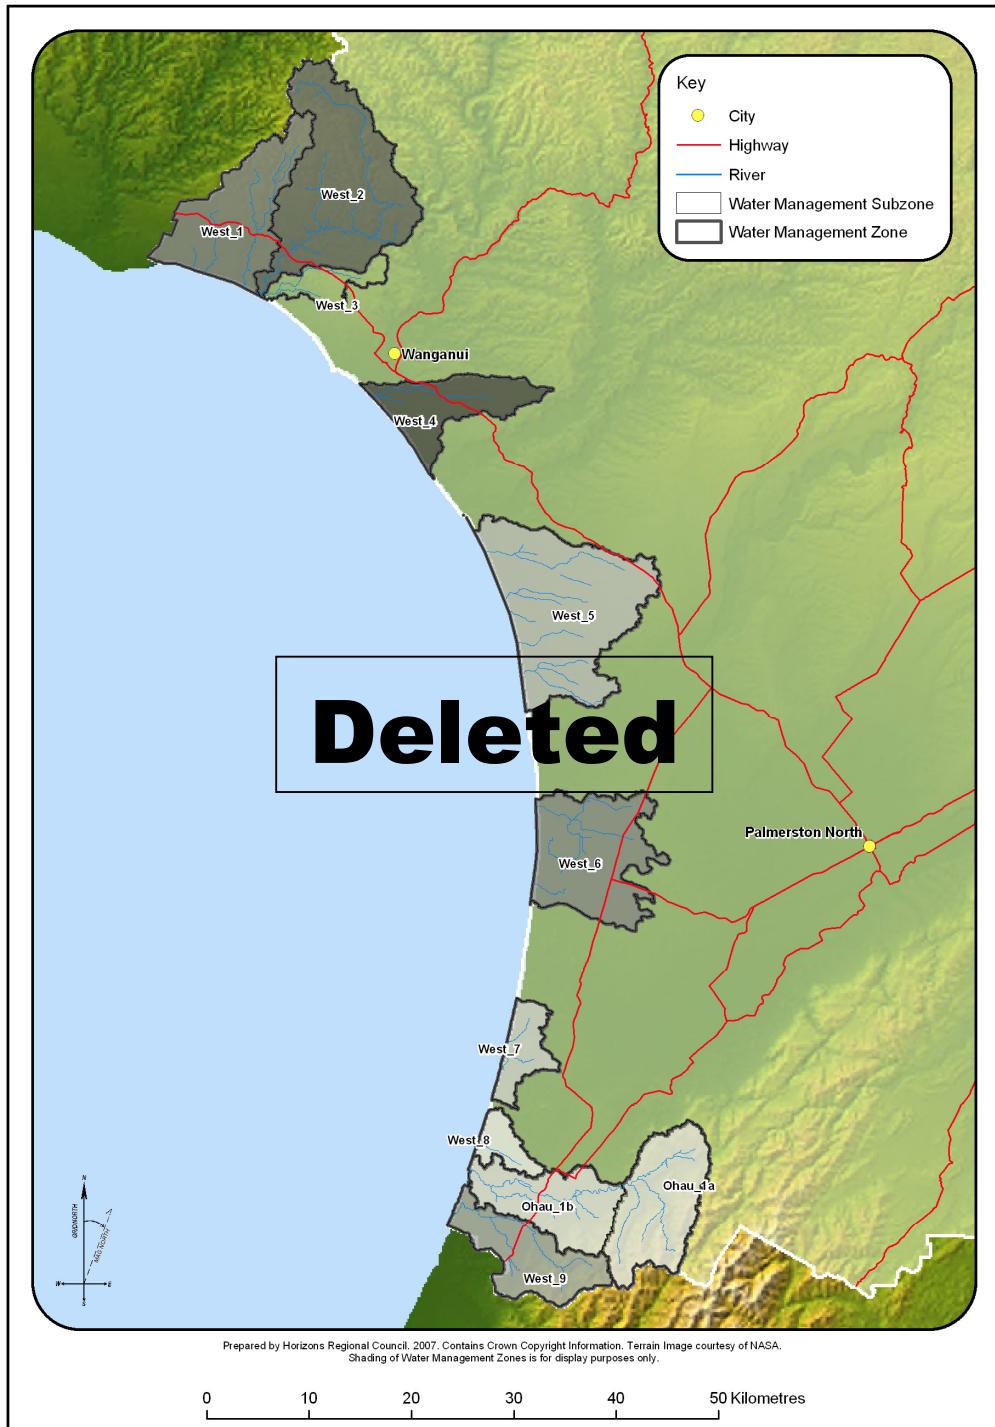 Key
City
Highway
River
Water Management Subzone
Water Management Zone
West_2
West_1
West_3
Wanganui
West_4
West_5
Deleted
Palmerston North
West_6
West_7
West_8
Ohau_1a
Ohau_1b
West_9
N
GRIDNORTH
MAG NORTH
W
E
S
Prepared by Horizons Regional Council. 2007. Contains Crown Copyright Information. Terrain Image courtesy of NASA.
Shading of Water Management Zones is for display purposes only.
0 10 20 30 40 50 Kilometres